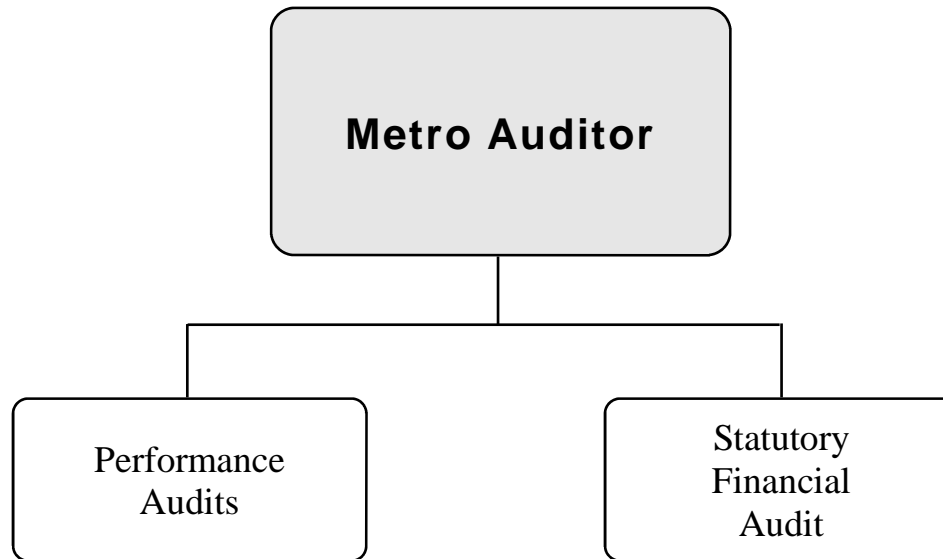 Metro Auditor
Performance
Audits
Statutory
Financial
Audit